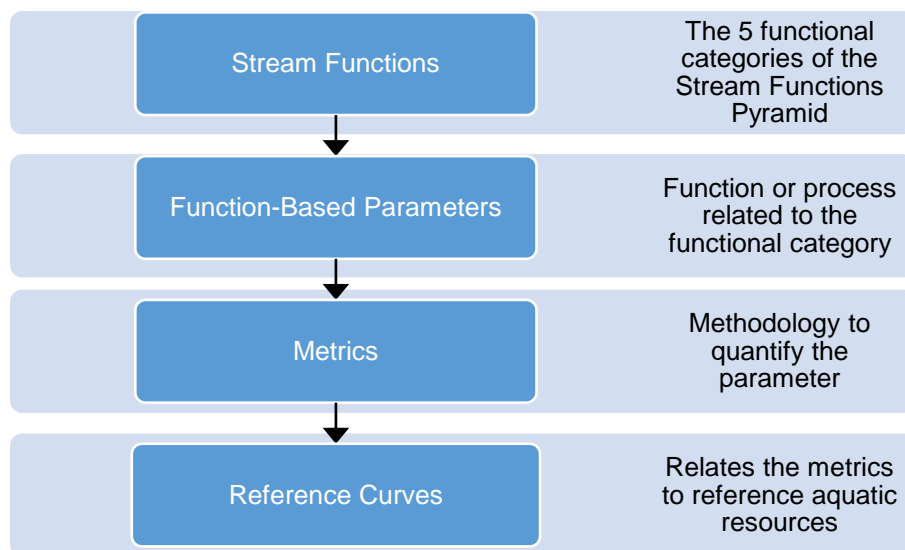 Stream Functions
The 5 functional
categories of the
Stream Functions
Pyramid
Function-Based Parameters
Function or process
related to the
functional category
Metrics
Methodology to
quantify the
parameter
Reference Curves
Relates the metrics
to reference aquatic
resources